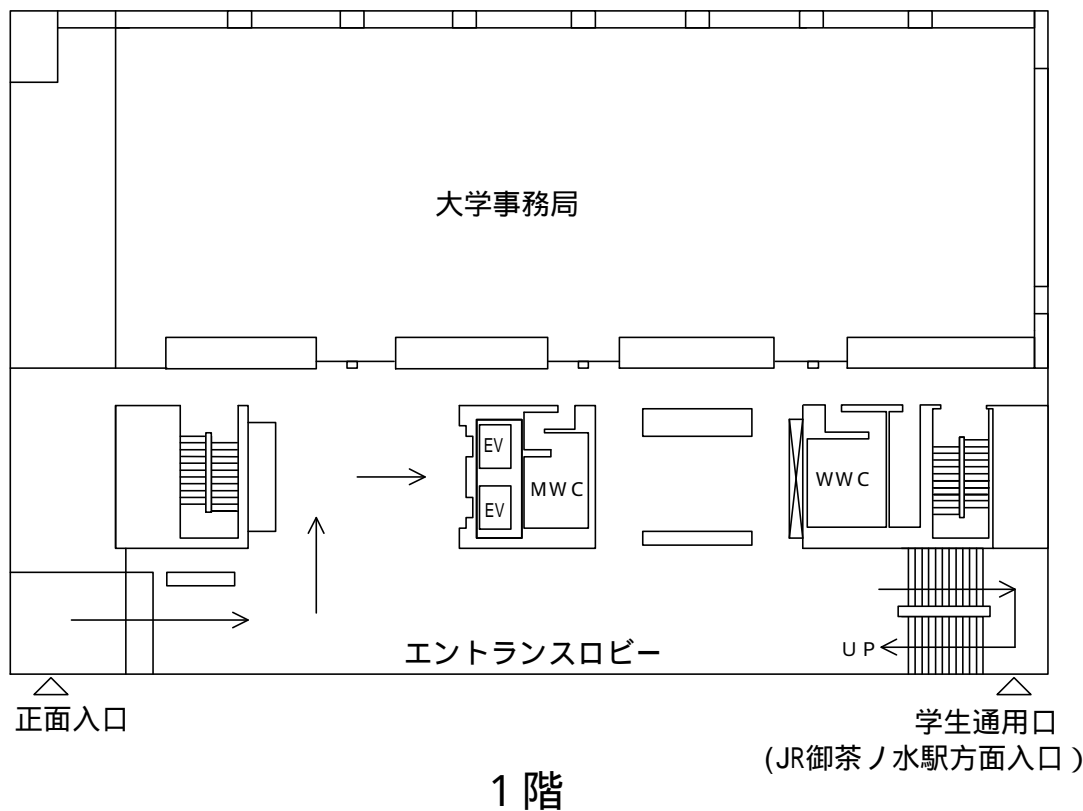 大学事務局
EV
EV
MWC
WWC
エントランスロビー
UP
正面入口
学生通用口
(JR御茶ノ水駅方面入口)
1階